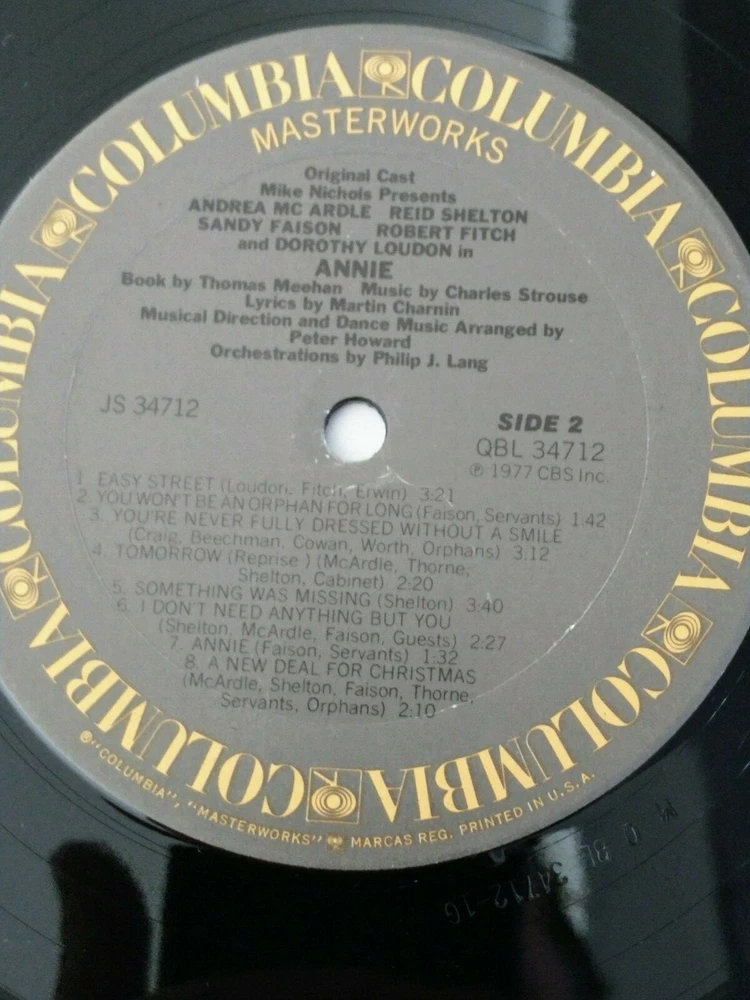 COLUMBIA COLUMBIA COLUMBIA COLUMBIA COLUMBIA COLUMBIA COLUMBIA COLUMBIA
MASTERWORKS
Original Cast
Mike Nichols Presents
ANDREA MC ARDLE REID SHELTON
SANDY FAISON ROBERT FITCH
and DOROTHY LOUDON in
ANNIE
Book by Thomas Meehan Music by Charles Strouse
Lyrics by Martin Charnin
Musical Direction and Dance Music Arranged by
Peter Howard
Orchestrations by Philip J. Lang
JS 34712
SIDE 2
QBL 34712
℗ 1977 CBS Inc.
1. EASY STREET (Loudon, Fitch, Erwin) 3:21
2. YOU WON'T BE AN ORPHAN FOR LONG (Faison, Servants) 1:42
3. YOU'RE NEVER FULLY DRESSED WITHOUT A SMILE
(Craig, Beechman, Cowan, Worth, Orphans) 3:12
4. TOMORROW (Reprise) (McArdle, Thorne,
Shelton, Cabinet) 2:20
5. SOMETHING WAS MISSING (Shelton) 3:40
6. I DON'T NEED ANYTHING BUT YOU
(Shelton, McArdle, Faison, Guests) 2:27
7. ANNIE (Faison, Servants) 1:32
8. A NEW DEAL FOR CHRISTMAS
(McArdle, Shelton, Faison, Thorne,
Servants, Orphans) 2:10
®"COLUMBIA", "MASTERWORKS" MARCAS REG. PRINTED IN U.S.A.
BL 34712-1G